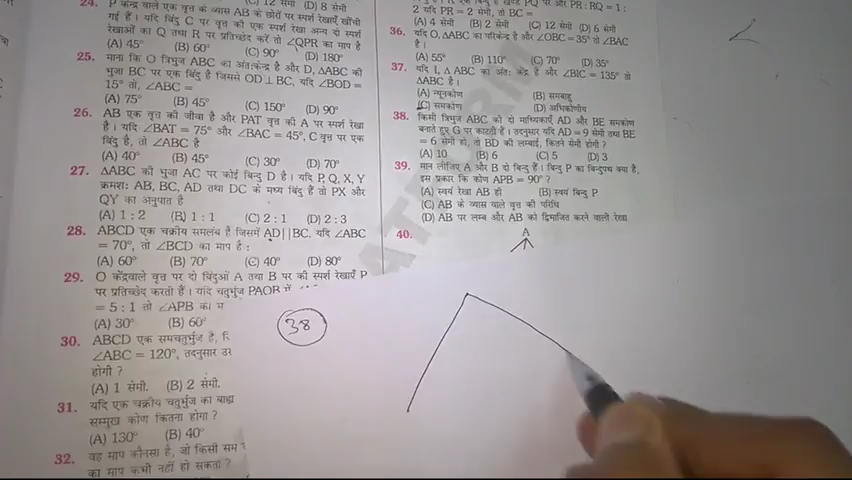 24. P केन्द्र वाले एक वृत्त के व्यास AB के छोरों पर स्पर्श रेखाएँ खींची
गई हैं। यदि बिंदु C पर वृत्त की एक स्पर्श रेखा अन्य दो स्पर्श
रेखाओं का Q तथा R पर प्रतिच्छेद करें तो ∠QPR का माप है
(A) 45° (B) 60° (C) 90° (D) 180°
25. माना कि O त्रिभुज ABC का अंत:केंद्र है और D, ΔABC की
भुजा BC पर एक बिंदु है जिससे OD ⊥ BC, यदि ∠BOD =
15° तो, ∠ABC =
(A) 75° (B) 45° (C) 150° (D) 90°
26. AB एक वृत की जीवा है और PAT वृत्त की A पर स्पर्श रेखा
है। यदि ∠BAT = 75° और ∠BAC = 45°, C वृत्त पर एक
बिंदु है, तो ∠ABC है
(A) 40° (B) 45° (C) 30° (D) 70°
27. ΔABC की भुजा AC पर कोई बिन्दु D है। यदि P, Q, X, Y
क्रमशः AB, BC, AD तथा DC के मध्य बिंदु हैं तो PX और
QY का अनुपात है
(A) 1 : 2 (B) 1 : 1 (C) 2 : 1 (D) 2 : 3
28. ABCD एक चक्रीय समलंब है जिसमें AD||BC. यदि ∠ABC
= 70°, तो ∠BCD का माप है :
(A) 60° (B) 70° (C) 40° (D) 80°
29. O केंद्रवाले वृत्त पर दो बिंदुओं A तथा B पर की स्पर्श रेखाएँ P
पर प्रतिच्छेद करती हैं। यदि चतुर्भुज PAOB में
= 5 : 1 तो ∠APB का म
(A) 30° (B) 60°
30. ABCD एक समचतुर्भुज है,
∠ABC = 120°, तदनुसार
होगी ?
(A) 1 सेमी. (B) 2 सेमी.
31. यदि एक चक्रीय चतुर्भुज का बाह्य
सम्मुख कोण कितना होगा ?
(A) 130° (B) 40°
32. वह माप कौनसा है, जो किसी सम
का माप कभी नहीं हो सकता ?
(C) 12 सेमी (D) 8 सेमी
PQ पर और PR : RQ = 1 :
2 यदि PR = 2 सेमी, तो BC =
(A) 4 सेमी (B) 2 सेमी (C) 12 सेमी (D) 6 सेमी
36. यदि O, ΔABC का परिकेन्द्र है और ∠OBC = 35° तो ∠BAC
है।
(A) 55° (B) 110° (C) 70° (D) 35°
37. यदि I, Δ ABC का अंत: केंद्र है और ∠BIC = 135° तो
ΔABC है।
(A) न्यूनकोण (B) समबाहु
(C) समकोण (D) अधिकोणीय
38. किसी त्रिभुज ABC की दो माध्यिकाएँ AD और BE समकोण
बनाते हुए G पर काटती हैं। तदनुसार यदि AD = 9 सेमी तथा BE
= 6 सेमी हो, तो BD की लम्बाई, कितने सेमी होगी ?
(A) 10 (B) 6 (C) 5 (D) 3
39. मान लीजिए A और B दो बिन्दु हैं। बिन्दु P का बिन्दुपथ क्या है,
इस प्रकार कि कोण APB = 90° ?
(A) स्वयं रेखा AB ही (B) स्वयं बिन्दु P
(C) AB के व्यास वाले वृत्त की परिधि
(D) AB पर लम्ब और AB को द्विभाजित करने वाली रेखा
40. A
38